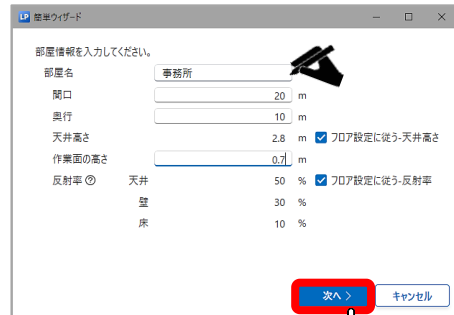 LP 簡単ウィザード
部屋情報を入力してください。
部屋名 事務所
間口 20 m
奥行 10 m
天井高さ 2.8 m フロア設定に従う-天井高さ
作業面の高さ 0.7 m
反射率 ? 天井 50 % フロア設定に従う-反射率
壁 30 %
床 10 %
次へ > キャンセル